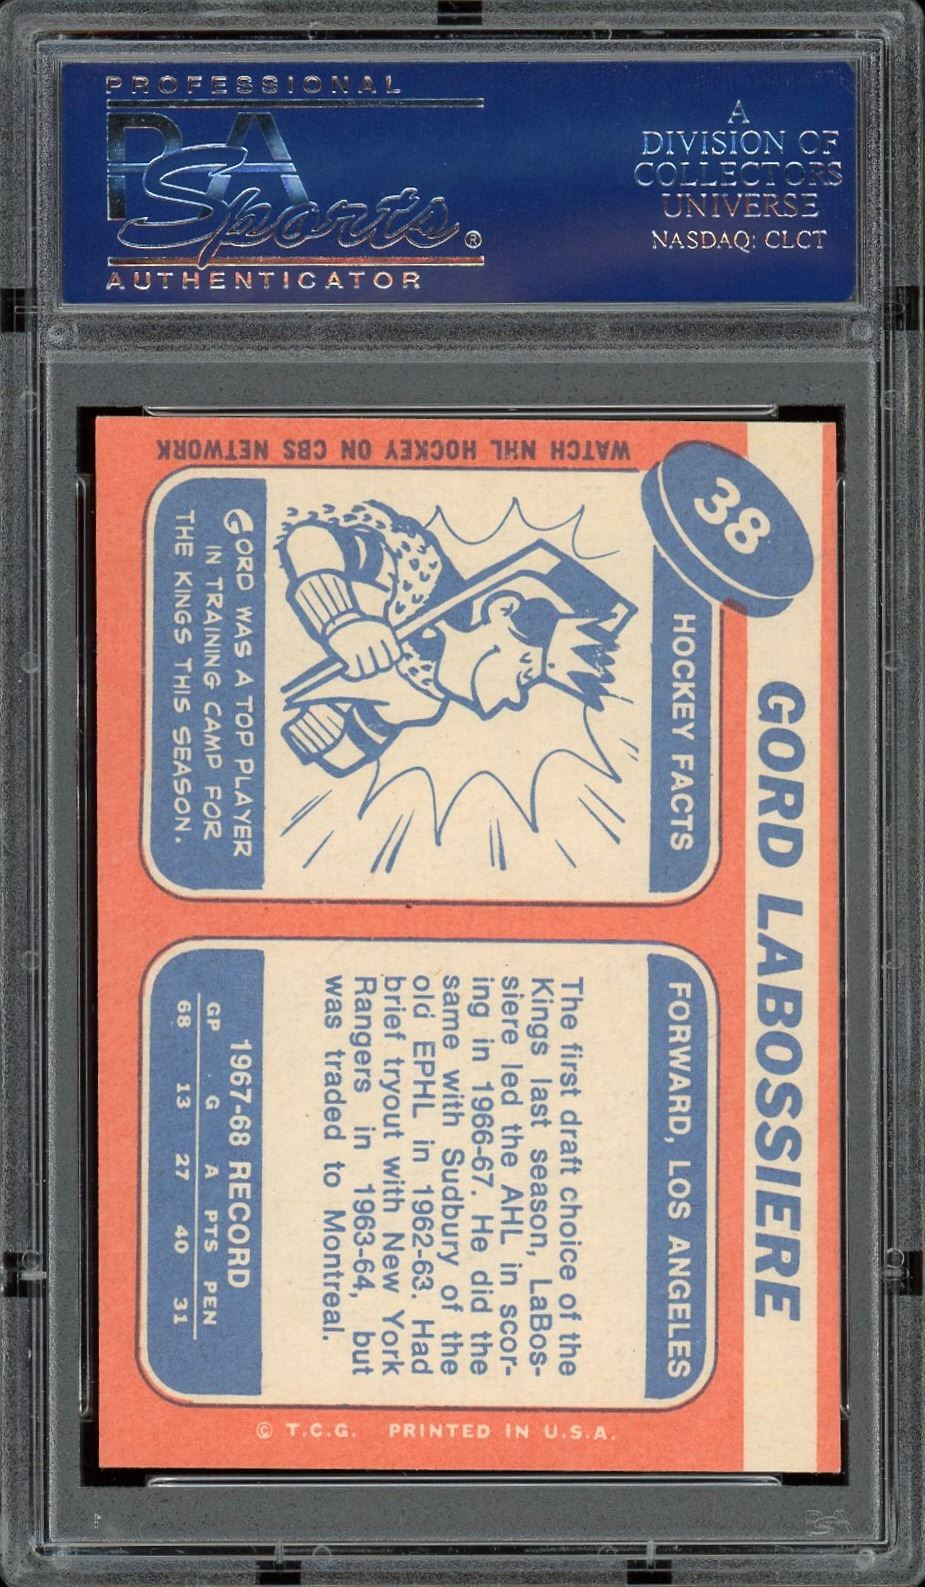 PROFESSIONAL
PSA
Sports®
AUTHENTICATOR
A
DIVISION OF
COLLECTORS
UNIVERSE
NASDAQ: CLCT
GORD LABOSSIERE
38
WATCH NHL HOCKEY ON CBS NETWORK
HOCKEY FACTS
GORD WAS A TOP PLAYER
IN TRAINING CAMP FOR
THE KINGS THIS SEASON.
FORWARD, LOS ANGELES
The first draft choice of the
Kings last season, LaBos-
siere led the AHL in scor-
ing in 1966-67. He did the
same with Sudbury of the
old EPHL in 1962-63. Had
brief tryout with New York
Rangers in 1963-64, but
was traded to Montreal.
1967-68 RECORD
GP G A PTS PEN
68 13 27 40 31
© T.C.G. PRINTED IN U.S.A.
PSA